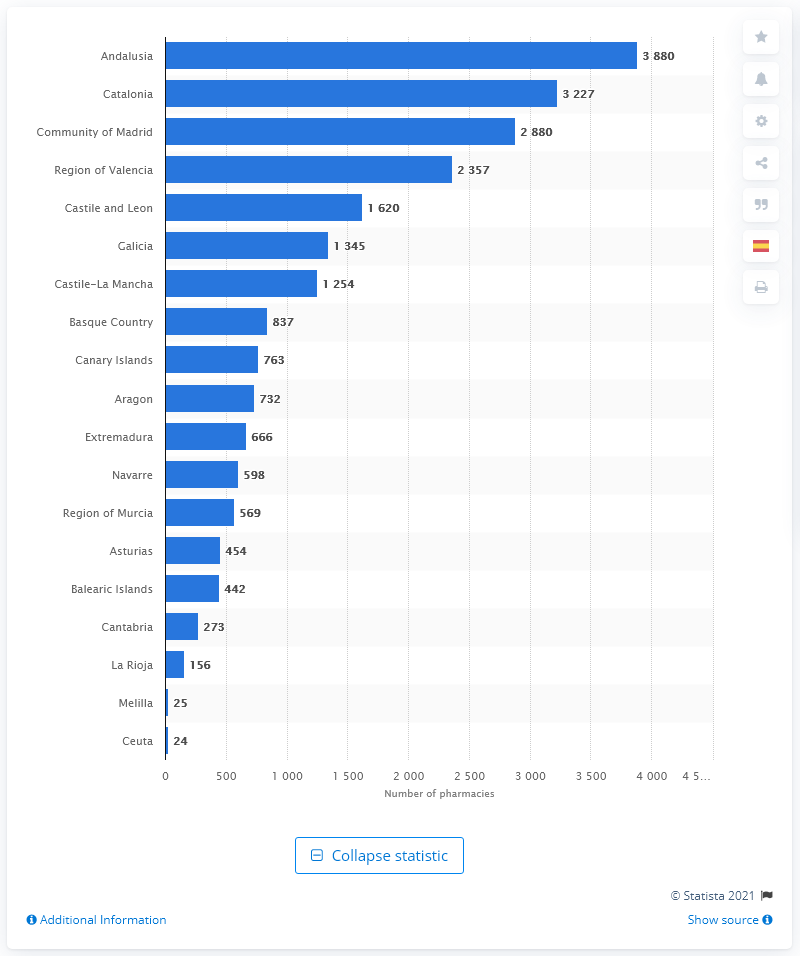 Andalusia 3 880
Catalonia 3 227
Community of Madrid 2 880
Region of Valencia 2 357
Castile and Leon 1 620
Galicia 1 345
Castile-La Mancha 1 254
Basque Country 837
Canary Islands 763
Aragon 732
Extremadura 666
Navarre 598
Region of Murcia 569
Asturias 454
Balearic Islands 442
Cantabria 273
La Rioja 156
Melilla 25
Ceuta 24
0 500 1 000 1 500 2 000 2 500 3 000 3 500 4 000 4 5...
Number of pharmacies
Collapse statistic
© Statista 2021
Additional Information Show source